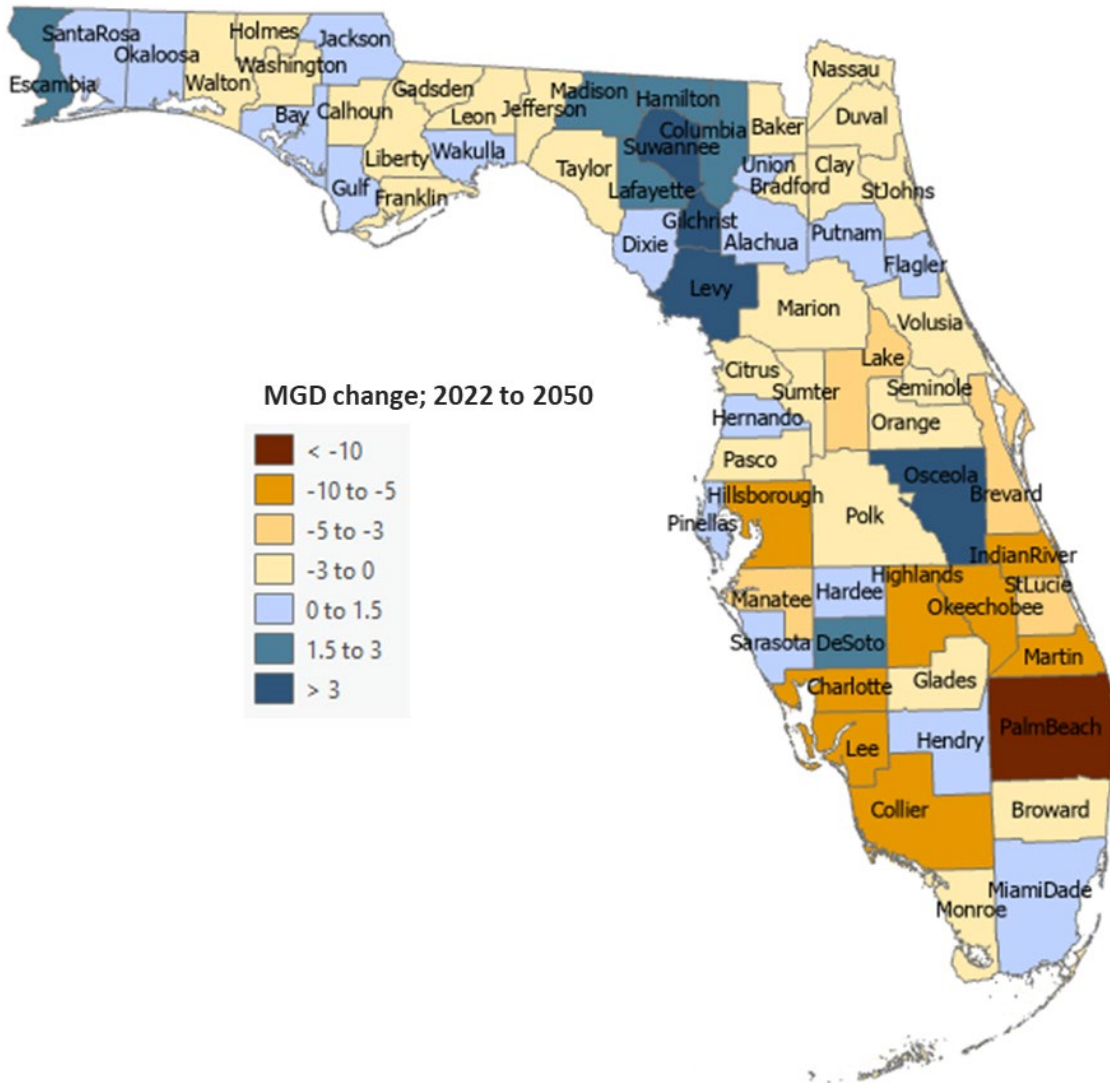 SantaRosa
Okaloosa
Escambia
Walton
Holmes
Washington
Jackson
Bay
Calhoun
Gulf
Gadsden
Liberty
Franklin
Leon
Wakulla
Jefferson
Madison
Taylor
Hamilton
Suwannee
Columbia
Lafayette
Gilchrist
Dixie
Levy
Baker
Union
Bradford
Alachua
Nassau
Duval
Clay
StJohns
Putnam
Flagler
Marion
Volusia
Citrus
Sumter
Lake
Seminole
Orange
Hernando
Pasco
Hillsborough
Pinellas
Polk
Osceola
Brevard
IndianRiver
Manatee
Hardee
Highlands
Okeechobee
StLucie
Sarasota
DeSoto
Martin
Charlotte
Glades
Lee
Hendry
PalmBeach
Collier
Broward
Monroe
MiamiDade
MGD change; 2022 to 2050
< -10
-10 to -5
-5 to -3
-3 to 0
0 to 1.5
1.5 to 3
> 3